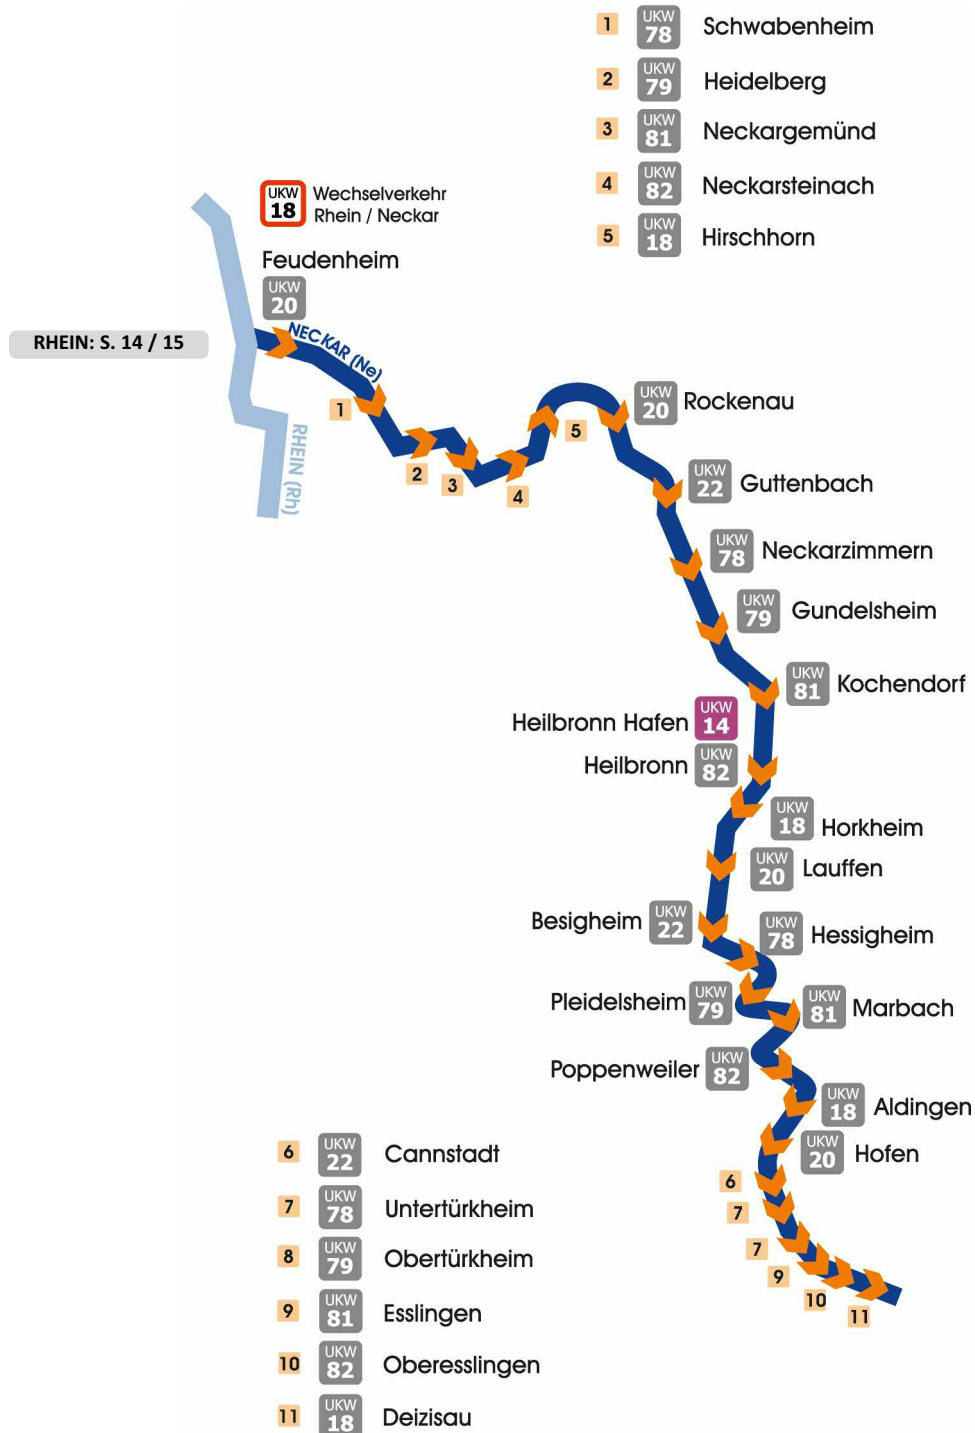 1 UKW 78 Schwabenheim
2 UKW 79 Heidelberg
3 UKW 81 Neckargemünd
4 UKW 82 Neckarsteinach
5 UKW 18 Hirschhorn
UKW 18 Wechselverkehr
Rhein / Neckar
Feudenheim
UKW 20
RHEIN: S. 14 / 15
NECKAR (Ne)
RHEIN (Rh)
1
2
3
4
5
UKW 20 Rockenau
UKW 22 Guttenbach
UKW 78 Neckarzimmern
UKW 79 Gundelsheim
UKW 81 Kochendorf
Heilbronn Hafen UKW 14
Heilbronn UKW 82
UKW 18 Horkheim
UKW 20 Lauffen
Besigheim UKW 22
UKW 78 Hessigheim
Pleidelsheim UKW 79
UKW 81 Marbach
Poppenweiler UKW 82
UKW 18 Aldingen
UKW 20 Hofen
6
7
7
9
10
11
6 UKW 22 Cannstadt
7 UKW 78 Untertürkheim
8 UKW 79 Obertürkheim
9 UKW 81 Esslingen
10 UKW 82 Oberesslingen
11 UKW 18 Deizisau